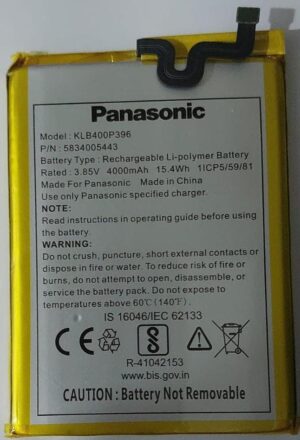 Panasonic
Model: KLB400P396
P/N : 5834005443
Battery Type : Rechargeable Li-polymer Battery
Rated : 3.85V 4000mAh 15.4Wh 1ICP5/59/81
Made For Panasonic Made in China
Use Only Panasonic specified charger.
NOTE:
Read instructions in operating guide before using
the battery.
WARNING:
Do not crush, puncture, short external contacts or
dispose in fire or water. To reduce risk of fire or
burns, do not attempt to open, disassemble, or
service the battery pack. Do not expose to
temperatures above 60℃ (140℉).
IS 16046/IEC 62133
CE
R-41042153
www.bis.gov.in
CAUTION : Battery Not Removable